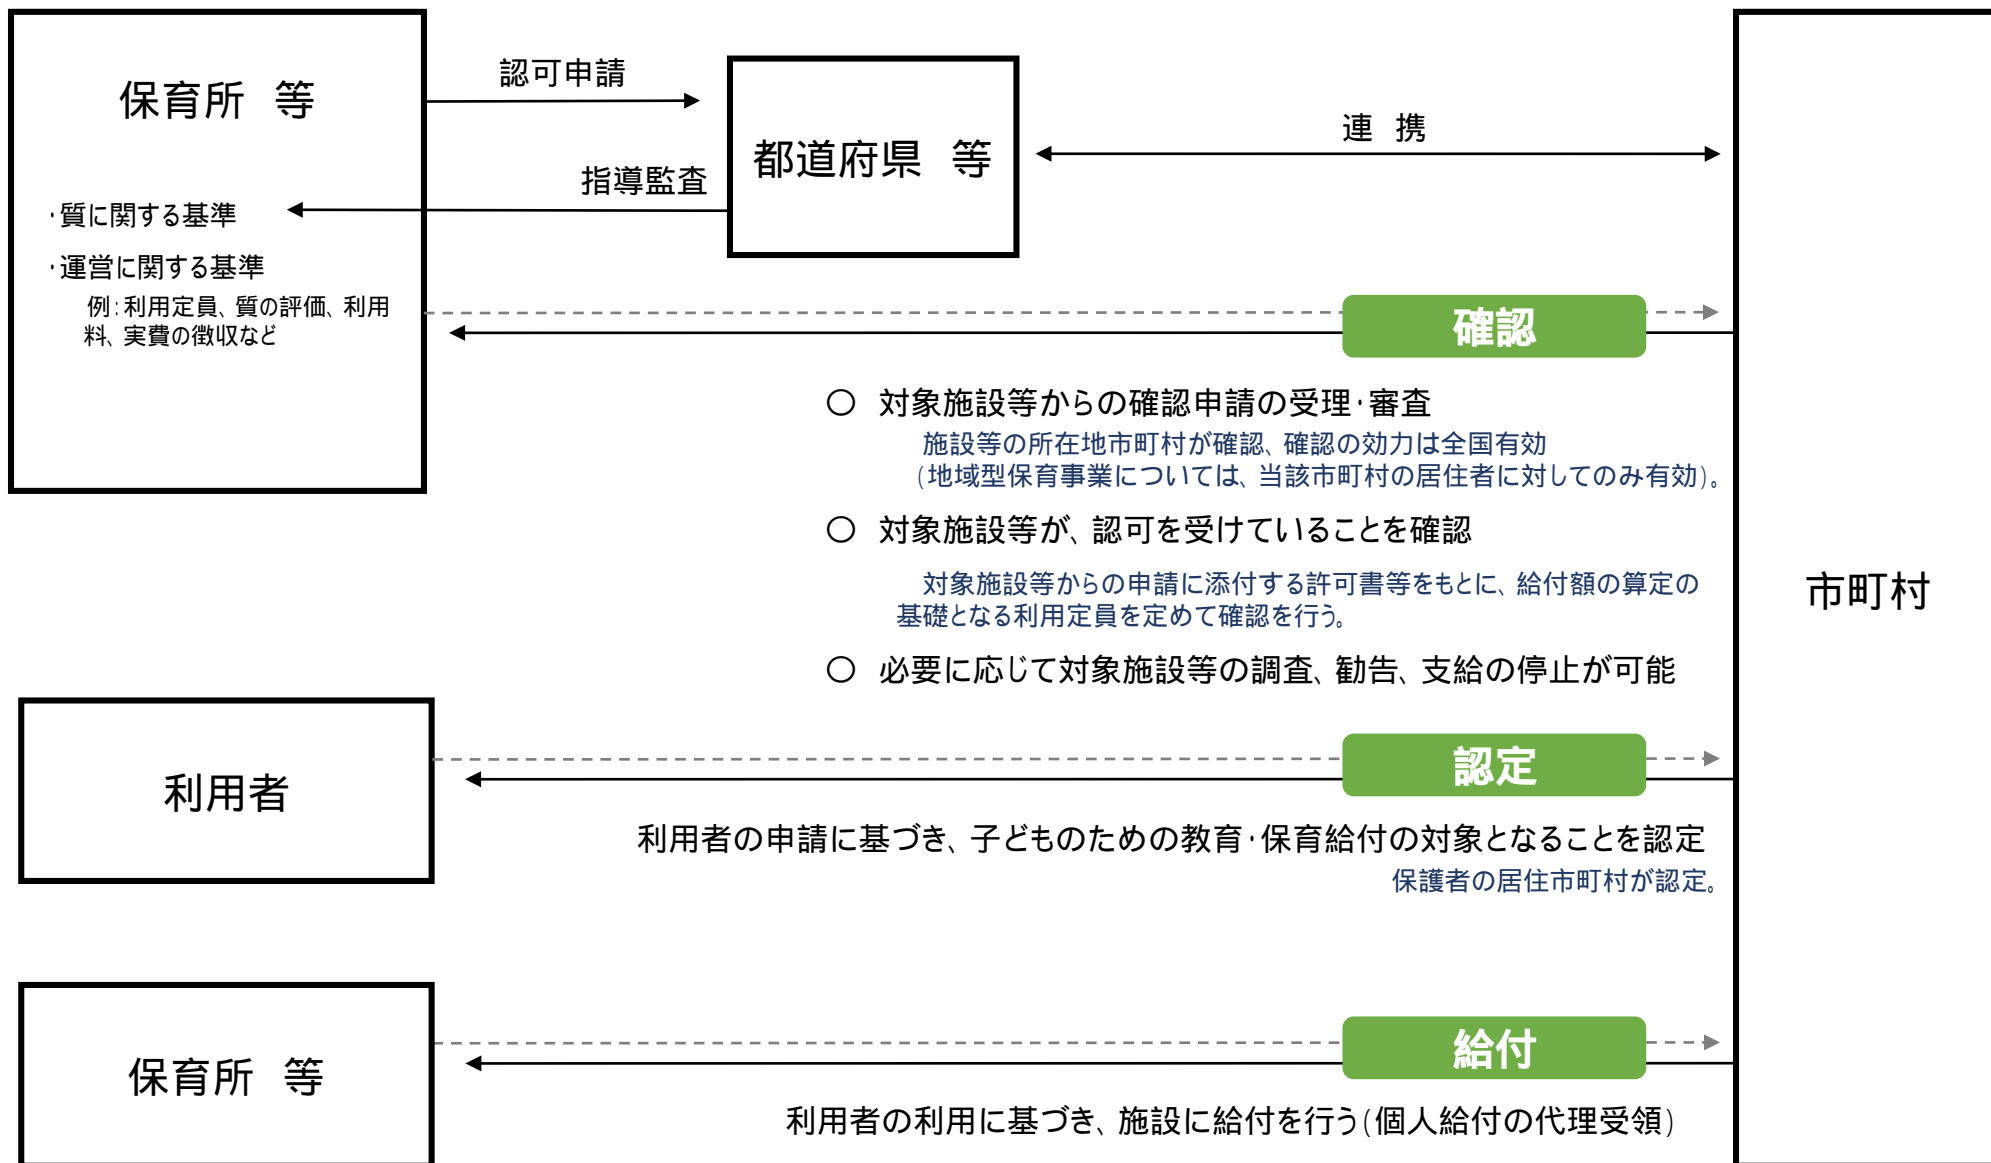 保育所 等
・質に関する基準
・運営に関する基準
例:利用定員、質の評価、利用
料、実費の徴収など
認可申請
指導監査
都道府県 等
連 携
市町村
確認
○ 対象施設等からの確認申請の受理・審査
施設等の所在地市町村が確認、確認の効力は全国有効
(地域型保育事業については、当該市町村の居住者に対してのみ有効)。
○ 対象施設等が、認可を受けていることを確認
対象施設等からの申請に添付する許可書等をもとに、給付額の算定の
基礎となる利用定員を定めて確認を行う。
○ 必要に応じて対象施設等の調査、勧告、支給の停止が可能
利用者
認定
利用者の申請に基づき、子どものための教育・保育給付の対象となることを認定
保護者の居住市町村が認定。
保育所 等
給付
利用者の利用に基づき、施設に給付を行う(個人給付の代理受領)